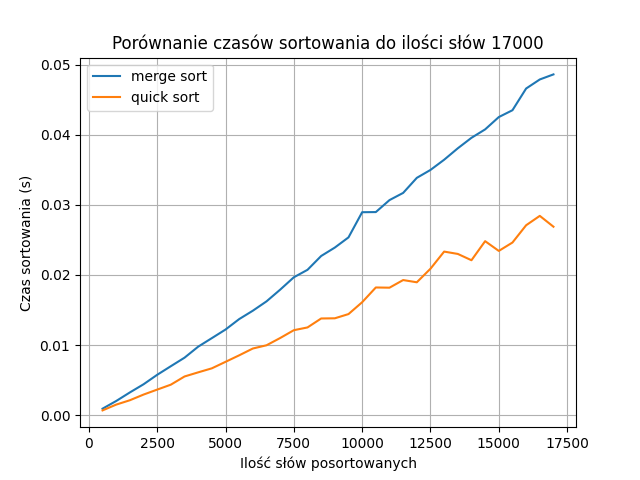 Porównanie czasów sortowania do ilości słów 17000
merge sort
quick sort
0.05
0.04
0.03
0.02
0.01
0.00
Czas sortowania (s)
0 2500 5000 7500 10000 12500 15000 17500
Ilość słów posortowanych